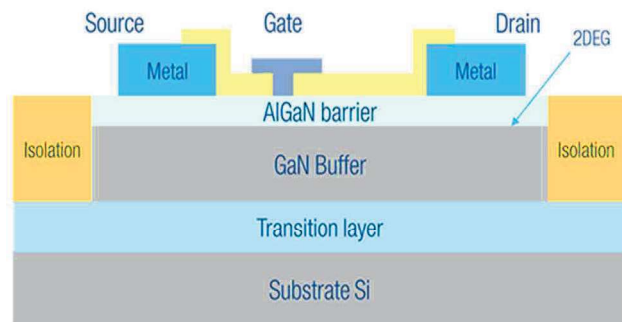 Source Gate Drain
2DEG
Metal Metal
AlGaN barrier
Isolation Isolation
GaN Buffer
Transition layer
Substrate Si